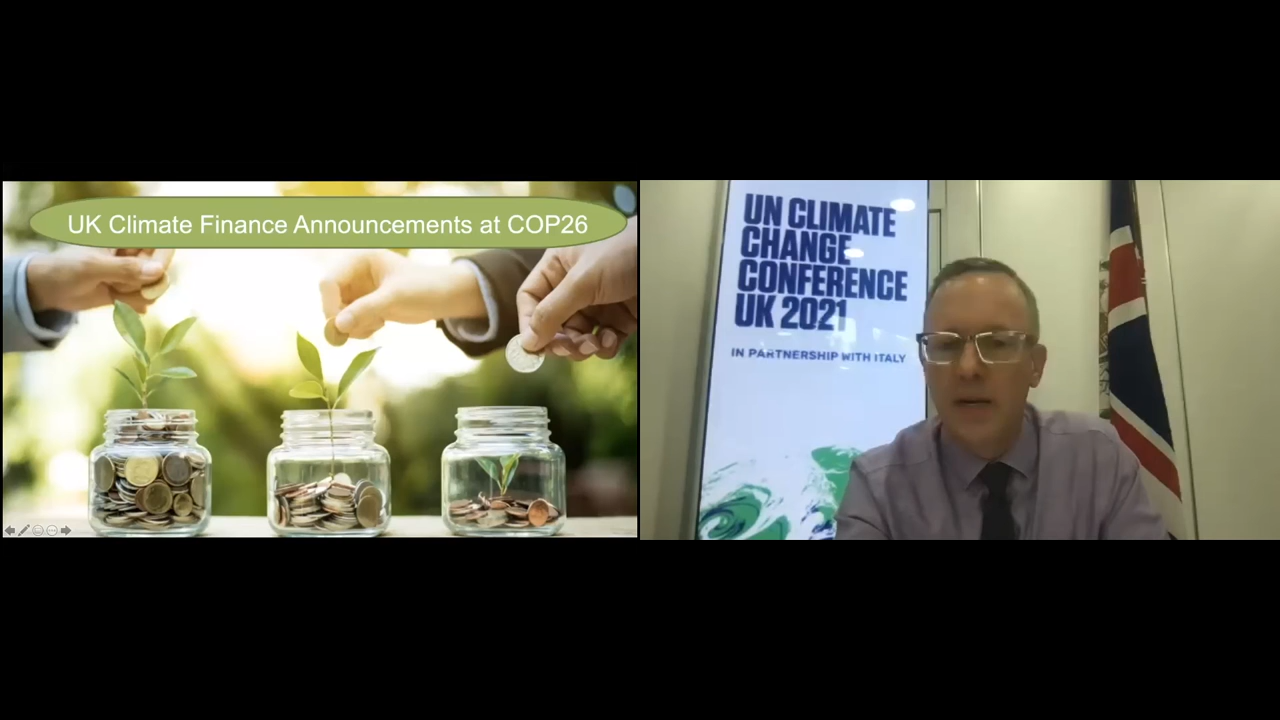 UK Climate Finance Announcements at COP26
UN CLIMATE
CHANGE
CONFERENCE
UK 2021
IN PARTNERSHIP WITH ITALY